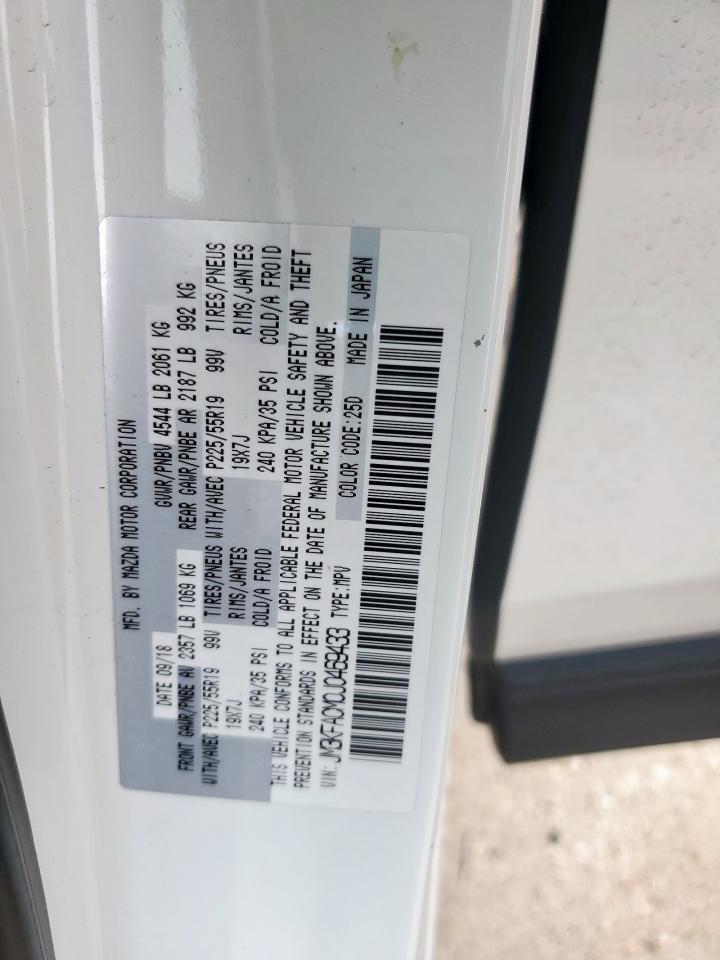 MFD. BY MAZDA MOTOR CORPORATION
DATE 09/18 GVWR/PNBV 4544 LB 2061 KG
FRONT GAWR/PNBE AV 2357 LB 1069 KG REAR GAWR/PNBE AR 2187 LB 992 KG
WITH/AVEC P225/55R19 99V TIRES/PNEUS WITH/AVEC P225/55R19 99V TIRES/PNEUS
19X7J RIMS/JANTES 19X7J RIMS/JANTES
240 KPA/35 PSI COLD/A FROID 240 KPA/35 PSI COLD/A FROID
THIS VEHICLE CONFORMS TO ALL APPLICABLE FEDERAL MOTOR VEHICLE SAFETY AND THEFT
PREVENTION STANDARDS IN EFFECT ON THE DATE OF MANUFACTURE SHOWN ABOVE.
VIN: JM3KFACM0J0469433 TYPE:MPV COLOR CODE:25D MADE IN JAPAN